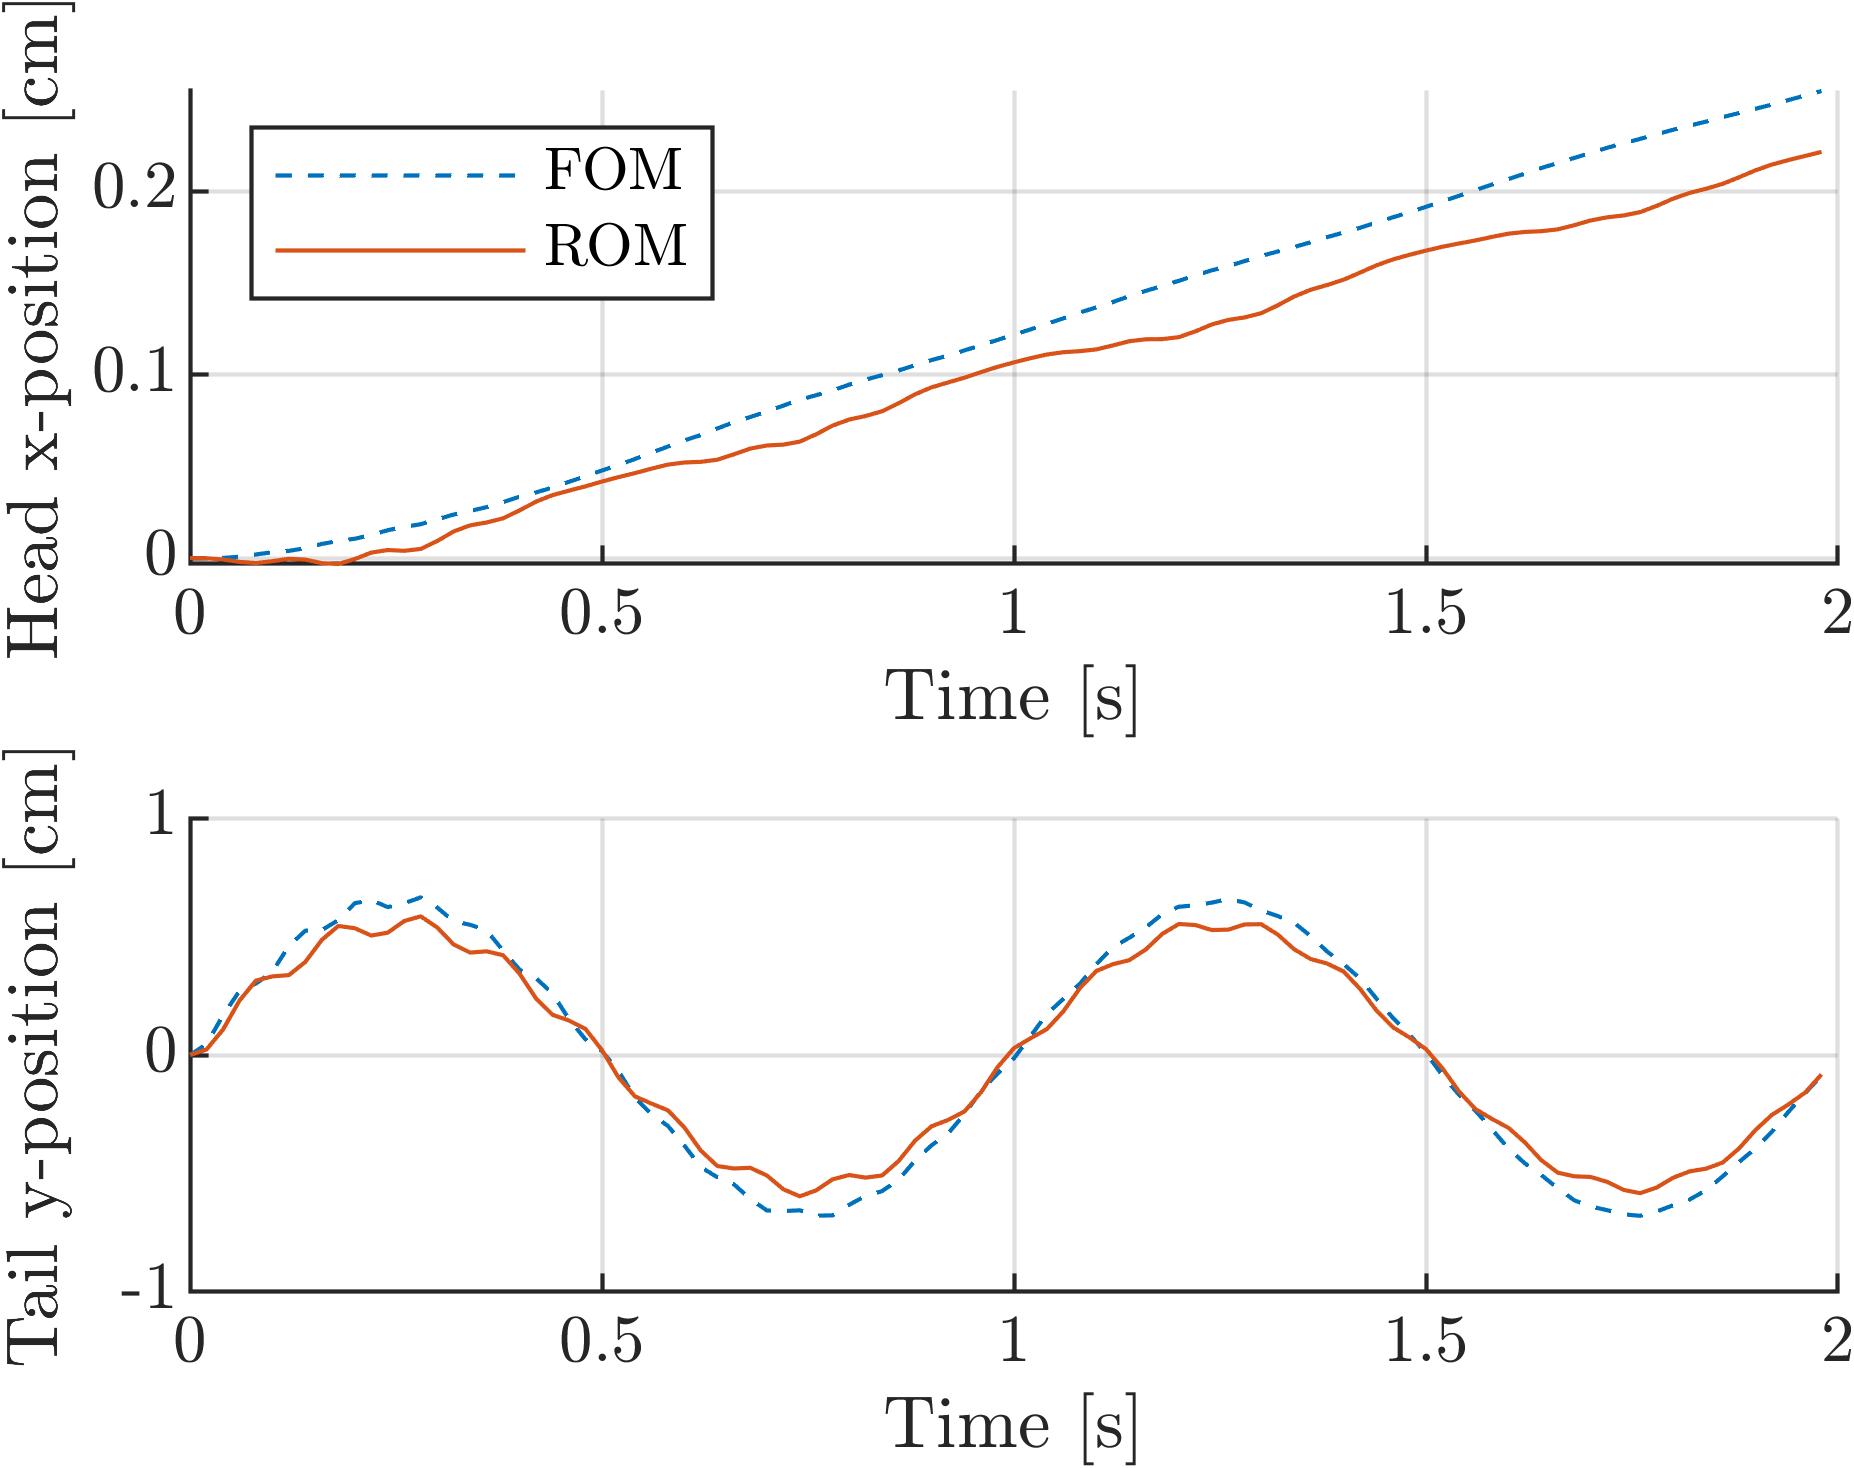 Head x-position [cm]
0.2
0.1
0
FOM
ROM
0 0.5 1 1.5 2
Time [s]
Tail y-position [cm]
1
0
-1
0 0.5 1 1.5 2
Time [s]